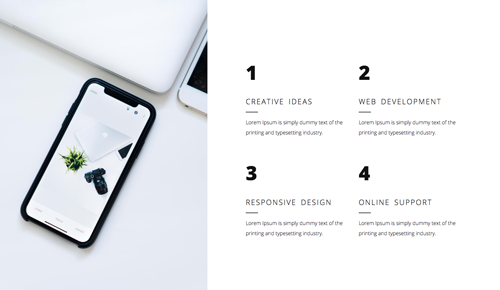 1
CREATIVE IDEAS
Lorem Ipsum is simply dummy text of the
printing and typesetting industry.
2
WEB DEVELOPMENT
Lorem Ipsum is simply dummy text of the
printing and typesetting industry.
3
RESPONSIVE DESIGN
Lorem Ipsum is simply dummy text of the
printing and typesetting industry.
4
ONLINE SUPPORT
Lorem Ipsum is simply dummy text of the
printing and typesetting industry.